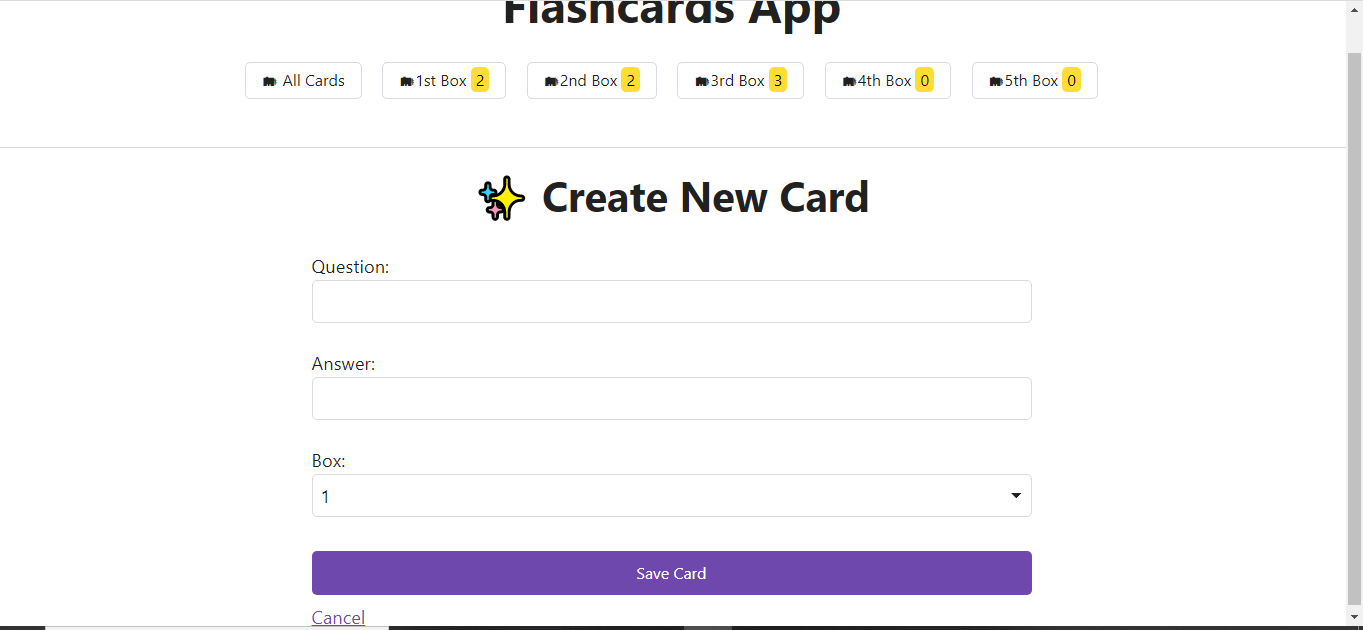 Flashcards App
All Cards 1st Box 2 2nd Box 2 3rd Box 3 4th Box 0 5th Box 0
Create New Card
Question:
Answer:
Box:
1
Save Card
Cancel